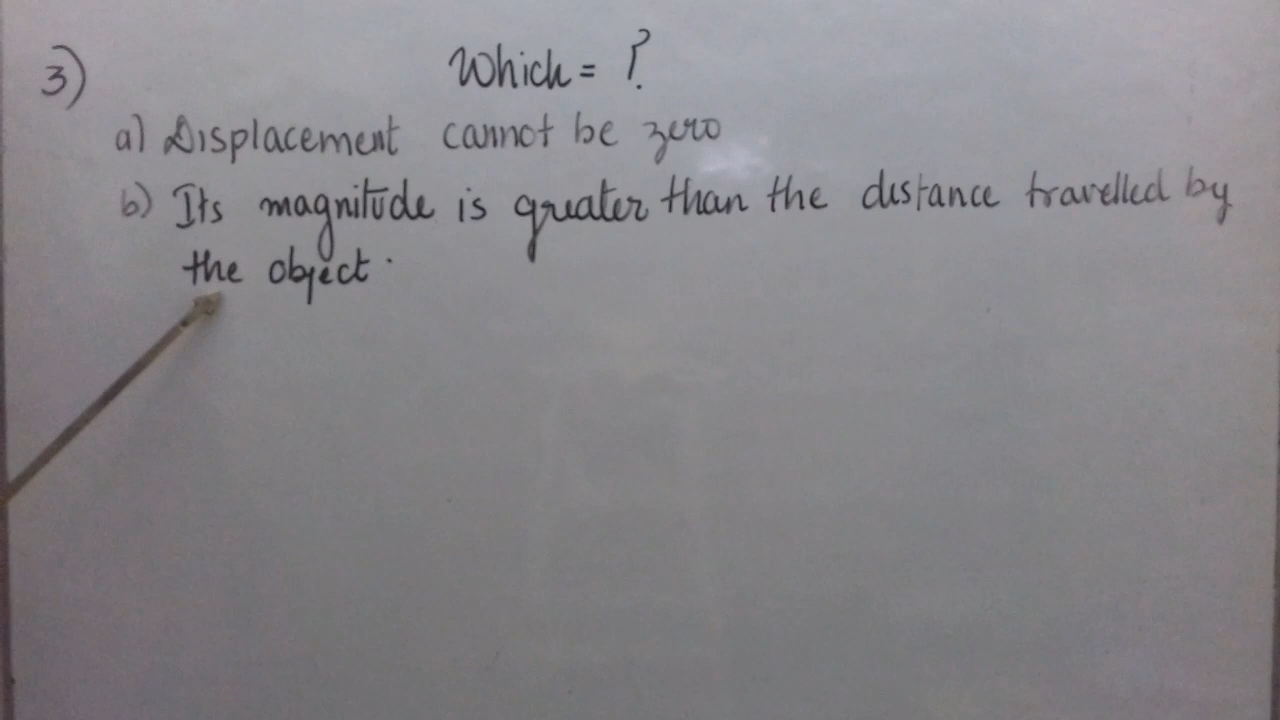 3) Which = ?
a) Displacement cannot be zero
b) Its magnitude is greater than the distance travelled by
the object.